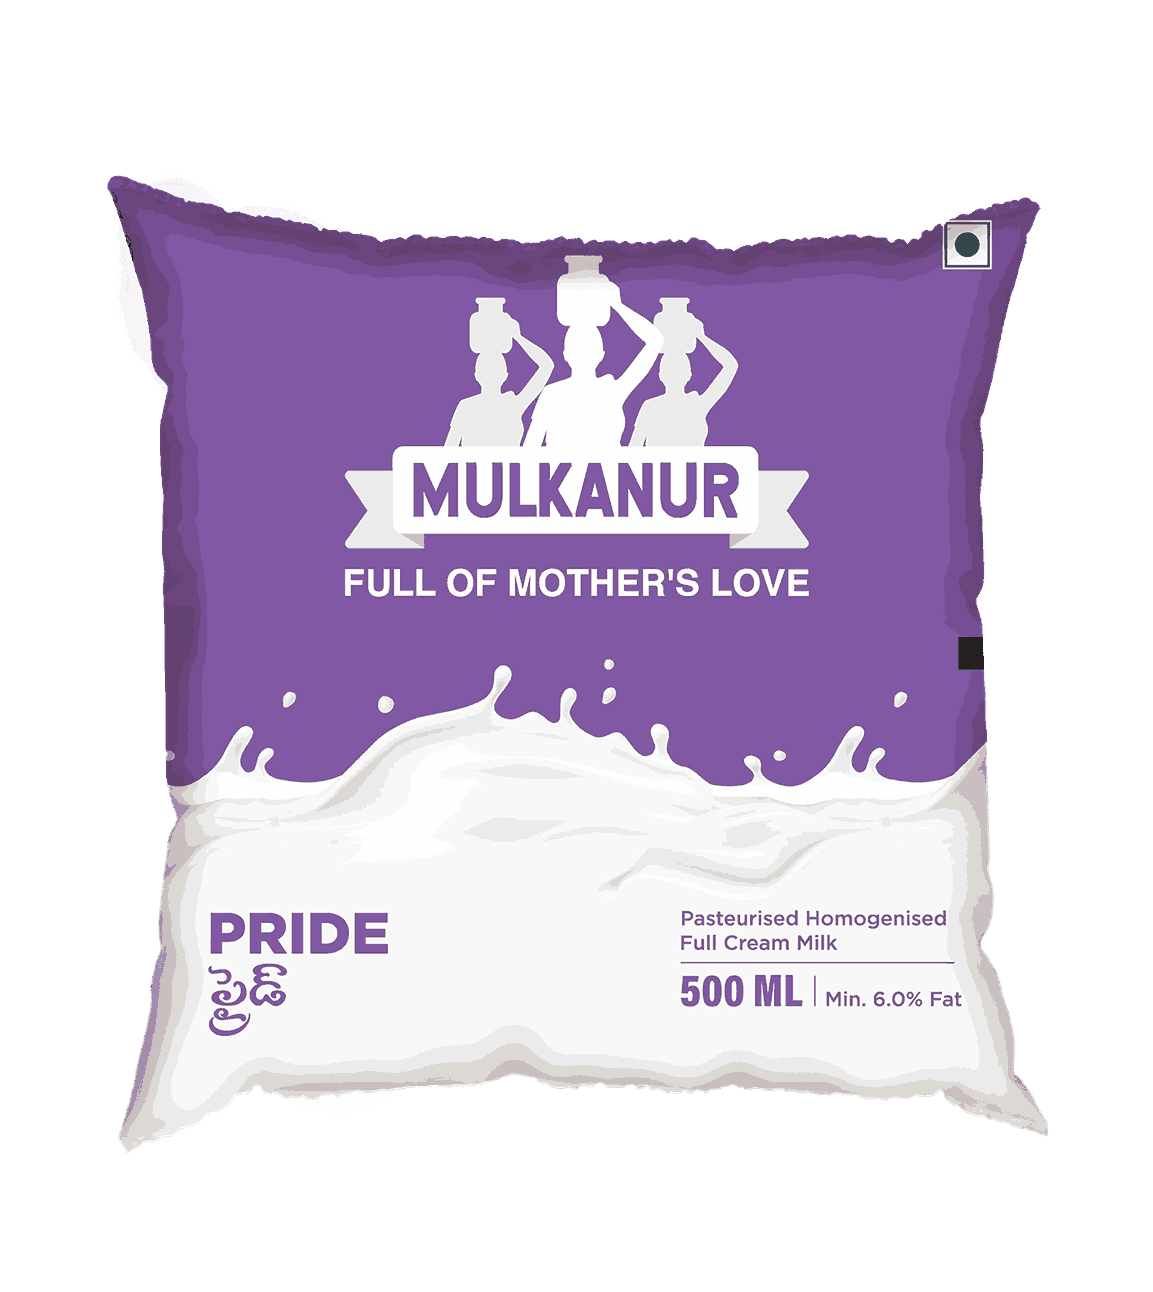 MULKANUR
FULL OF MOTHER'S LOVE
PRIDE
ప్రైడ్
Pasteurised Homogenised
Full Cream Milk
500 ML | Min. 6.0% Fat